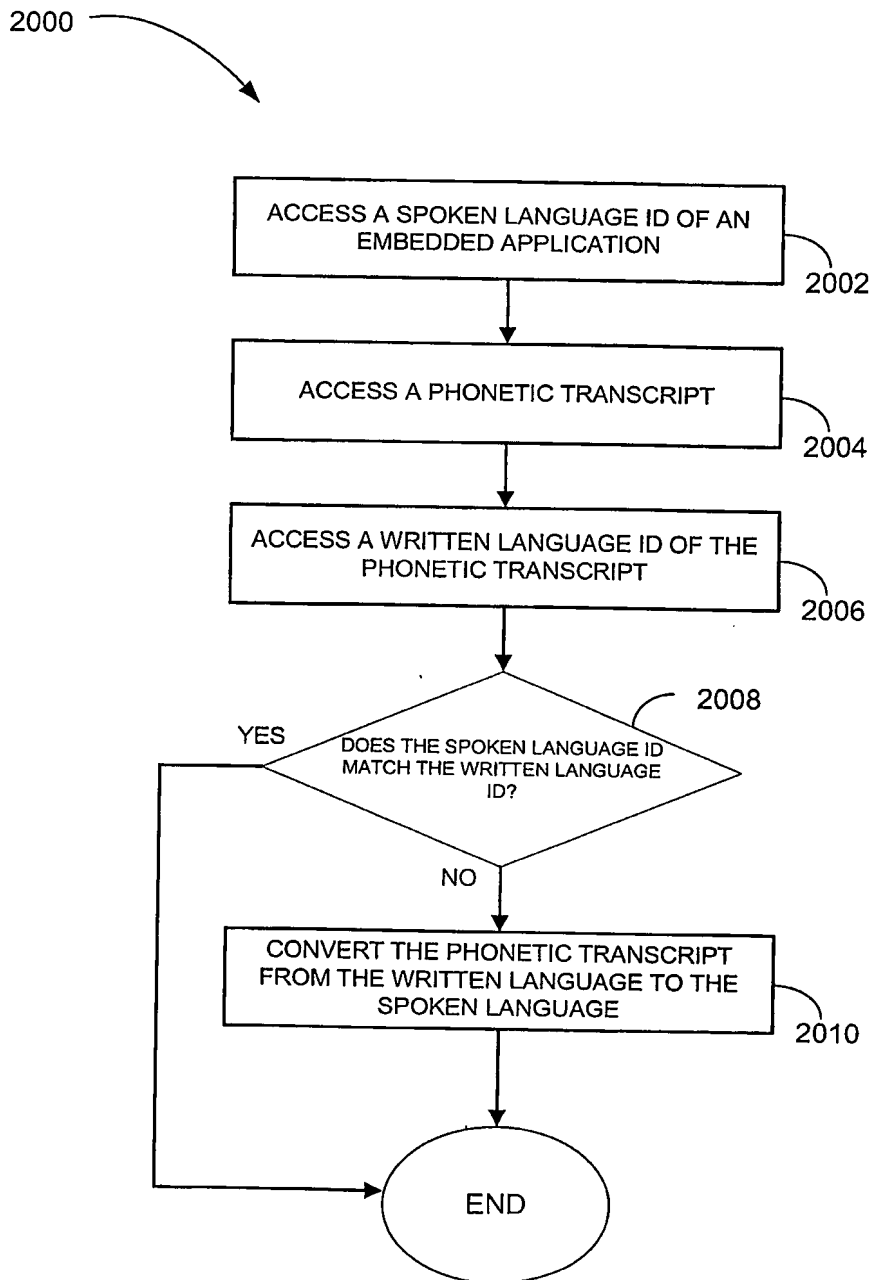 2000
ACCESS A SPOKEN LANGUAGE ID OF AN
EMBEDDED APPLICATION
2002
ACCESS A PHONETIC TRANSCRIPT
2004
ACCESS A WRITTEN LANGUAGE ID OF THE
PHONETIC TRANSCRIPT
2006
2008
YES
DOES THE SPOKEN LANGUAGE ID
MATCH THE WRITTEN LANGUAGE
ID?
NO
CONVERT THE PHONETIC TRANSCRIPT
FROM THE WRITTEN LANGUAGE TO THE
SPOKEN LANGUAGE
2010
END